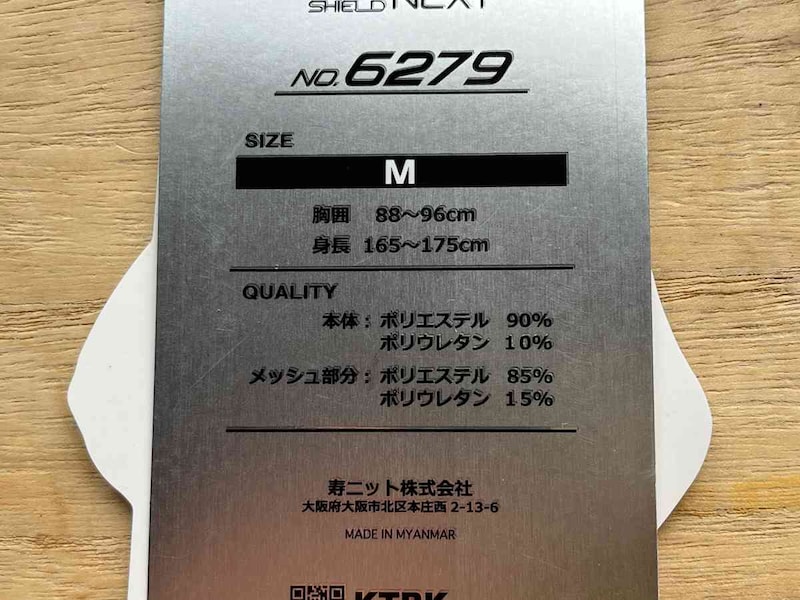 SHIELD NEXT
NO.6279
SIZE
M
胸囲 88～96cm
身長 165～175cm
QUALITY
本体：ポリエステル 90%
ポリウレタン 10%
メッシュ部分：ポリエステル 85%
ポリウレタン 15%
寿ニット株式会社
大阪府大阪市北区本庄西2-13-6
MADE IN MYANMAR